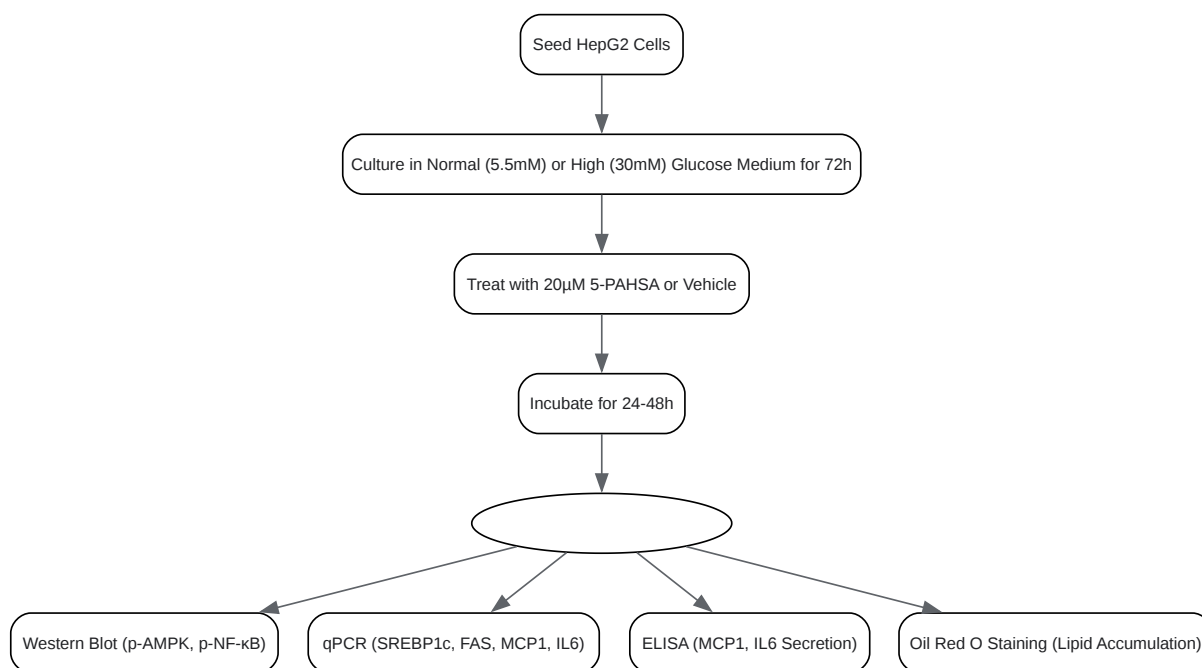 Seed HepG2 Cells
Culture in Normal (5.5mM) or High (30mM) Glucose Medium for 72h
Treat with 20µM 5-PAHSA or Vehicle
Incubate for 24-48h
Western Blot (p-AMPK, p-NF-κB)
qPCR (SREBP1c, FAS, MCP1, IL6)
ELISA (MCP1, IL6 Secretion)
Oil Red O Staining (Lipid Accumulation)